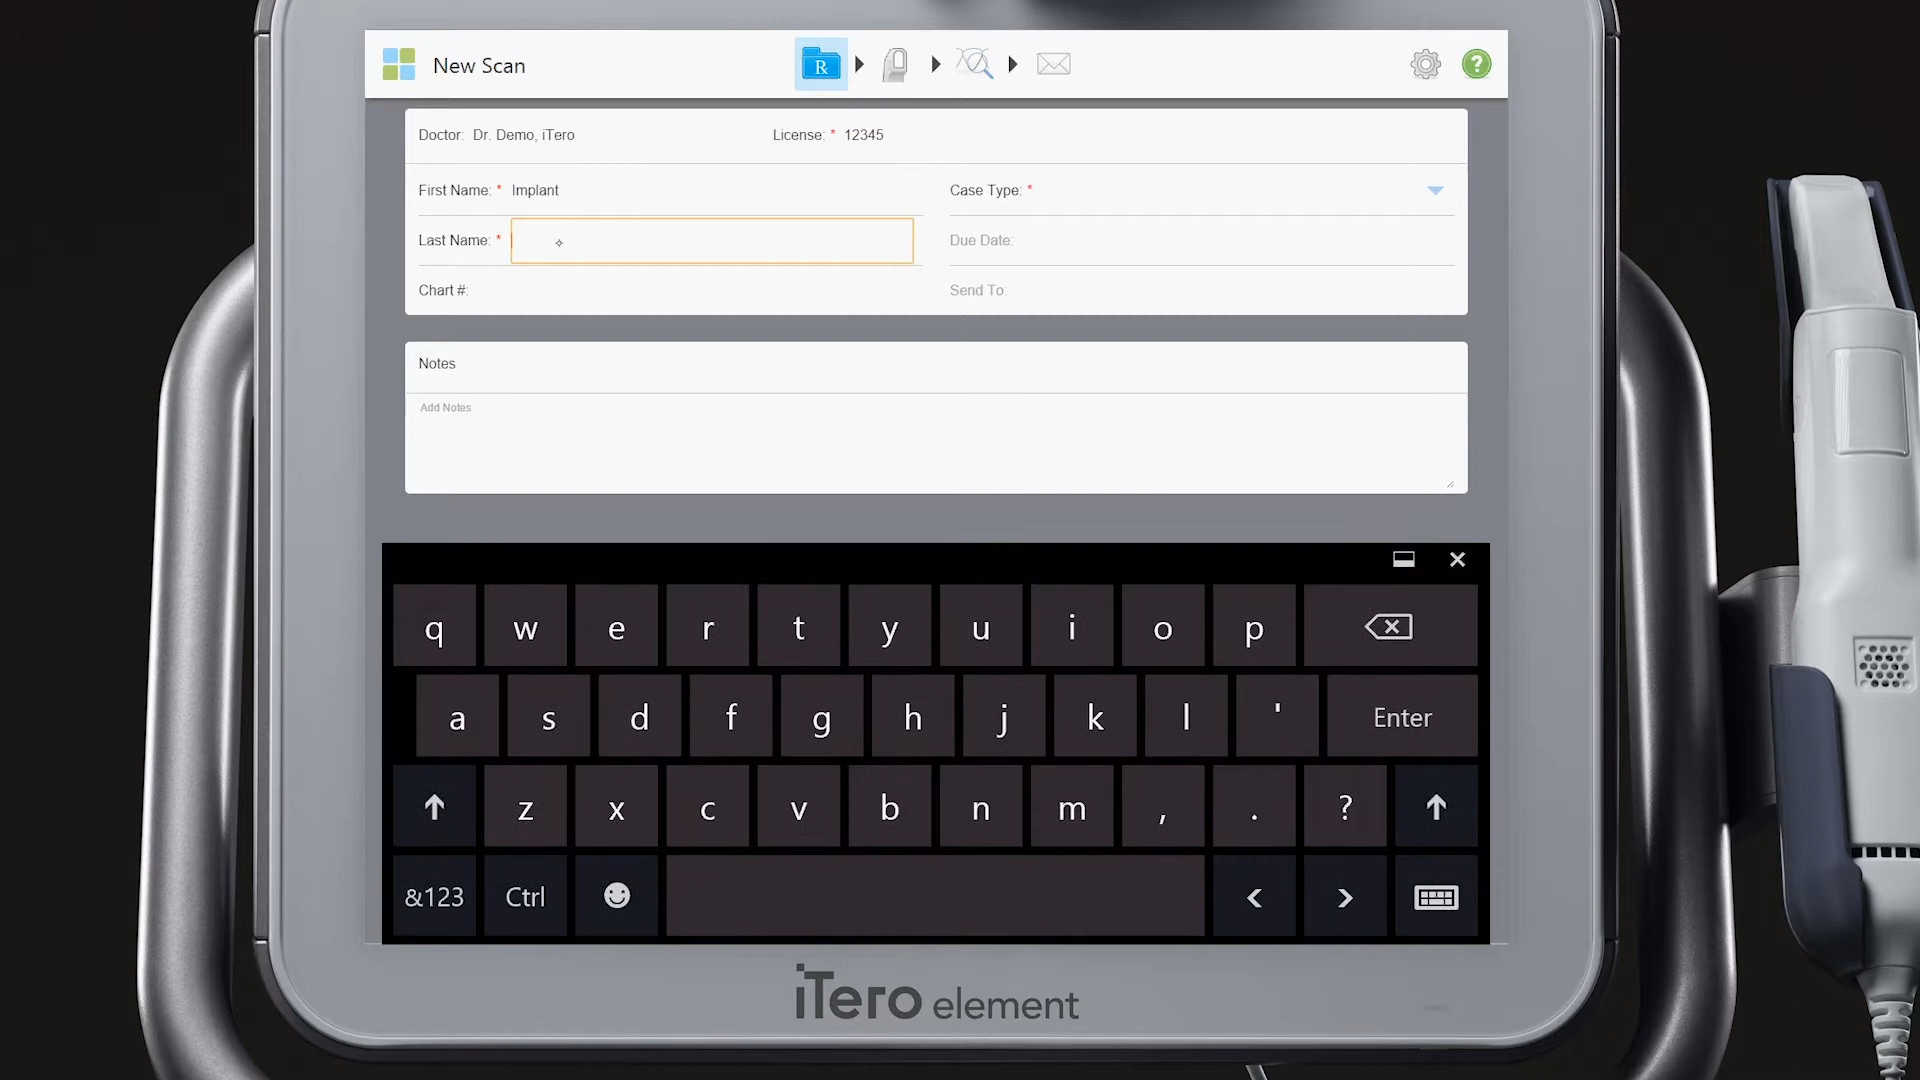 New Scan
R
?
Doctor: Dr. Demo, iTero License: * 12345
First Name: * Implant Case Type: *
Last Name: * Due Date:
Chart #: Send To:
Notes
Add Notes
q w e r t y u i o p
a s d f g h j k l ' Enter
z x c v b n m , . ?
&123 Ctrl < >
iTero element